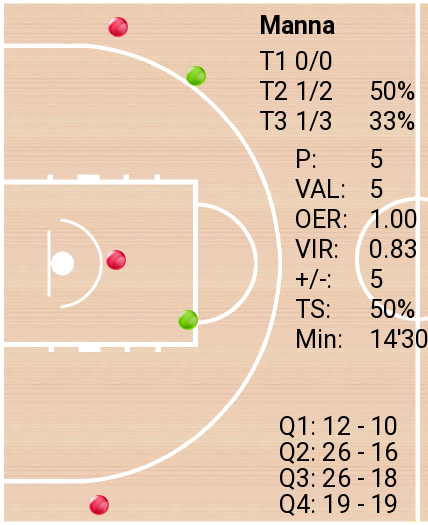 Manna
T1 0/0
T2 1/2 50%
T3 1/3 33%
P: 5
VAL: 5
OER: 1.00
VIR: 0.83
+/-: 5
TS: 50%
Min: 14'30
Q1: 12 - 10
Q2: 26 - 16
Q3: 26 - 18
Q4: 19 - 19